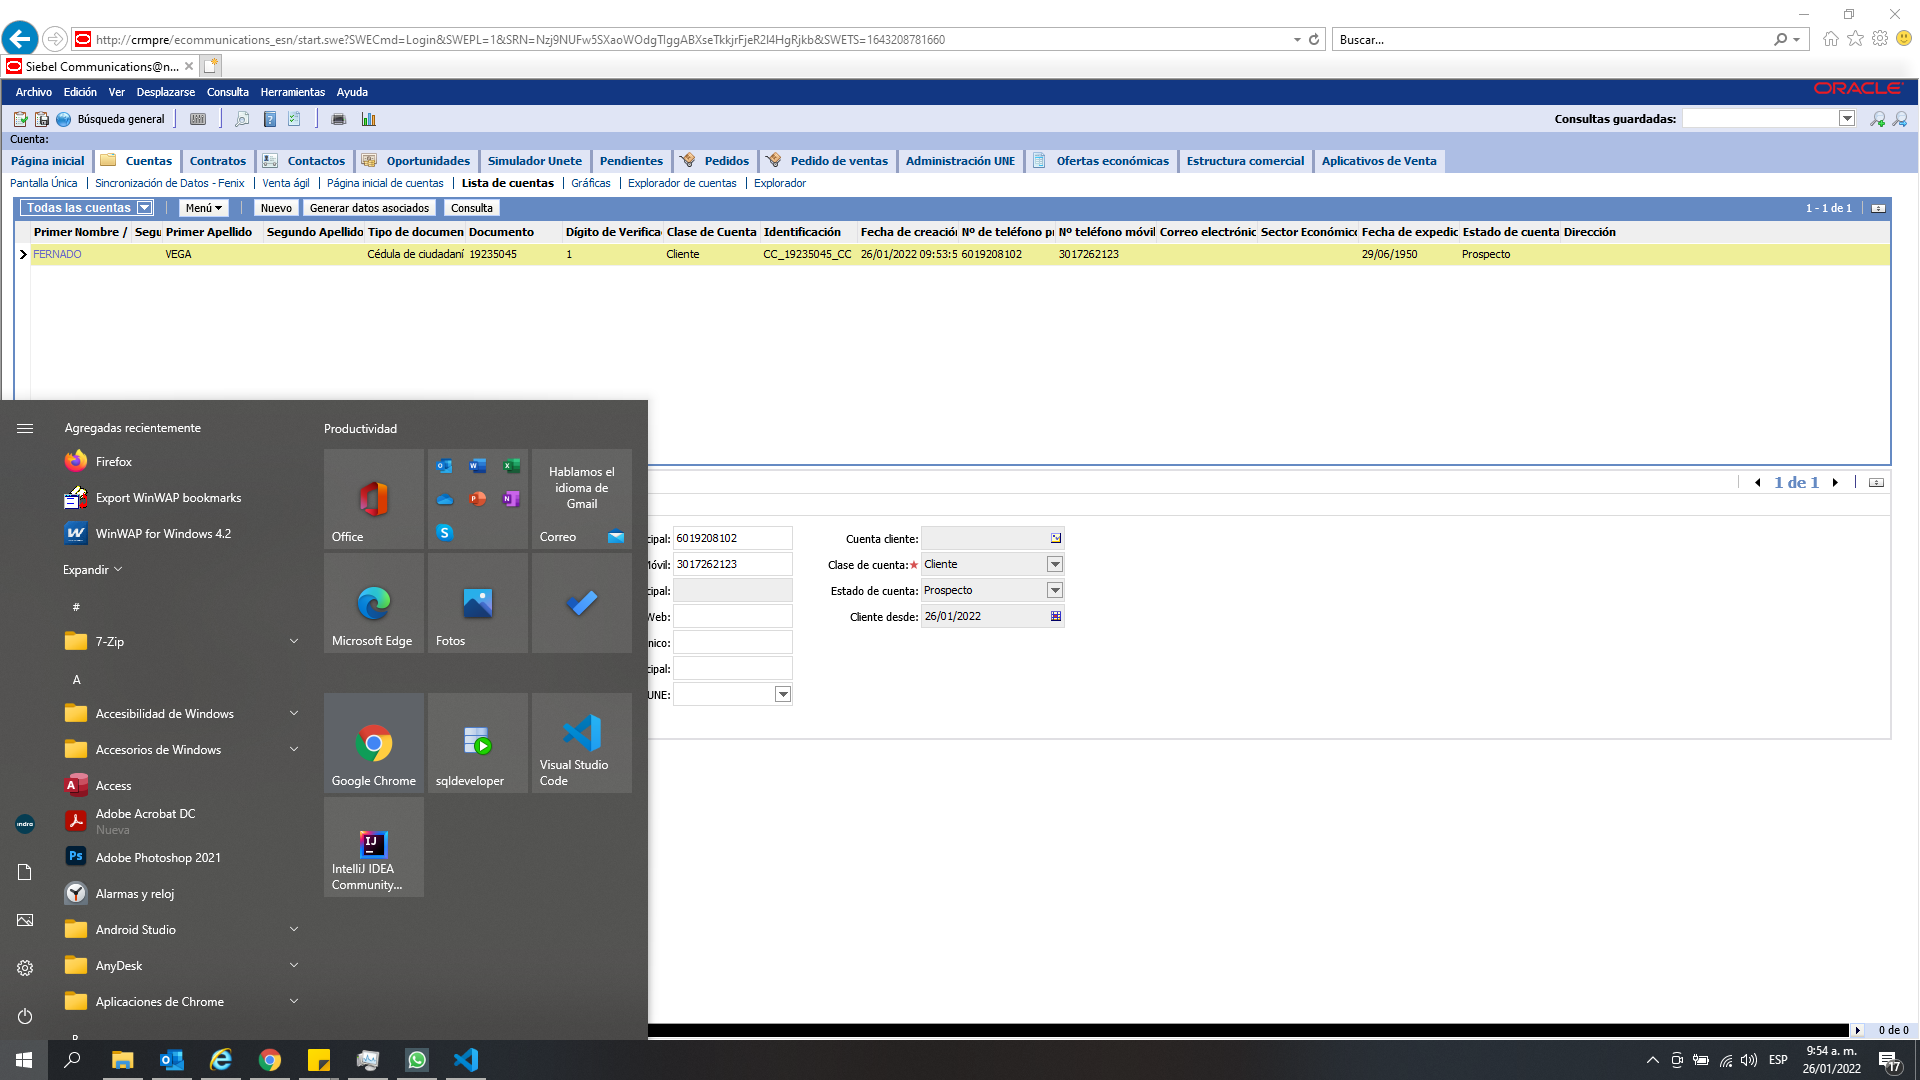 http://crmpre/ecommunications_esn/start.swe?SWECmd=Login&SWEPL=1&SRN=Nzj9NUFw5SXaoWOdgTlggABXseTkkjrFjeR2I4HgRjkb&SWETS=1643208781660
Buscar...
Siebel Communications@n...
Archivo Edición Ver Desplazarse Consulta Herramientas Ayuda
ORACLE
Búsqueda general
Consultas guardadas:
Cuenta:
Página inicial Cuentas Contratos Contactos Oportunidades Simulador Unete Pendientes Pedidos Pedido de ventas Administración UNE Ofertas económicas Estructura comercial Aplicativos de Venta
Pantalla Única Sincronización de Datos - Fenix Venta ágil Página inicial de cuentas Lista de cuentas Gráficas Explorador de cuentas Explorador
Todas las cuentas Menú Nuevo Generar datos asociados Consulta 1 - 1 de 1
Primer Nombre / Segu Primer Apellido Segundo Apellido Tipo de documen Documento Dígito de Verifica Clase de Cuenta Identificación Fecha de creació Nº de teléfono p Nº teléfono móvil Correo electrónic Sector Económico Fecha de expedic Estado de cuenta Dirección
FERNADO VEGA Cédula de ciudadaní 19235045 1 Cliente CC_19235045_CC 26/01/2022 09:53:5 6019208102 3017262123 29/06/1950 Prospecto
1 de 1
cipal: 6019208102 Cuenta cliente:
Móvil: 3017262123 Clase de cuenta:★ Cliente
cipal: Estado de cuenta: Prospecto
Web: Cliente desde: 26/01/2022
nico:
cipal:
UNE:
0 de 0
Agregadas recientemente
Firefox
Export WinWAP bookmarks
WinWAP for Windows 4.2
Expandir
#
7-Zip
A
Accesibilidad de Windows
Accesorios de Windows
Access
Adobe Acrobat DC
Nueva
Adobe Photoshop 2021
Alarmas y reloj
Android Studio
AnyDesk
Aplicaciones de Chrome
indra
Productividad
Office
Hablamos el
idioma de
Gmail
Correo
Microsoft Edge
Fotos
Google Chrome
sqldeveloper
Visual Studio
Code
IntelliJ IDEA
Community...
ESP
9:54 a. m.
26/01/2022
17